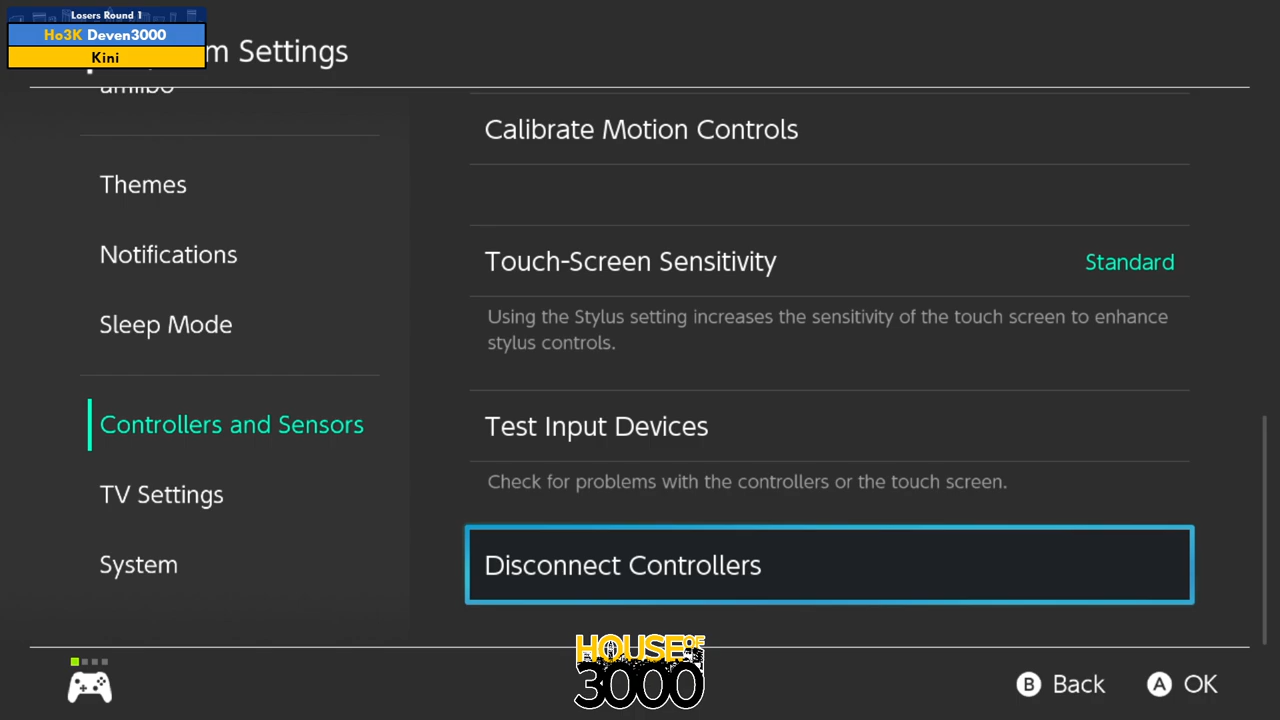 Losers Round 1
Ho3K Deven3000
Kini
m Settings
amiibo
Themes
Notifications
Sleep Mode
Controllers and Sensors
TV Settings
System
Calibrate Motion Controls
Touch-Screen Sensitivity Standard
Using the Stylus setting increases the sensitivity of the touch screen to enhance
stylus controls.
Test Input Devices
Check for problems with the controllers or the touch screen.
Disconnect Controllers
HOUSE OF
3000
B Back A OK